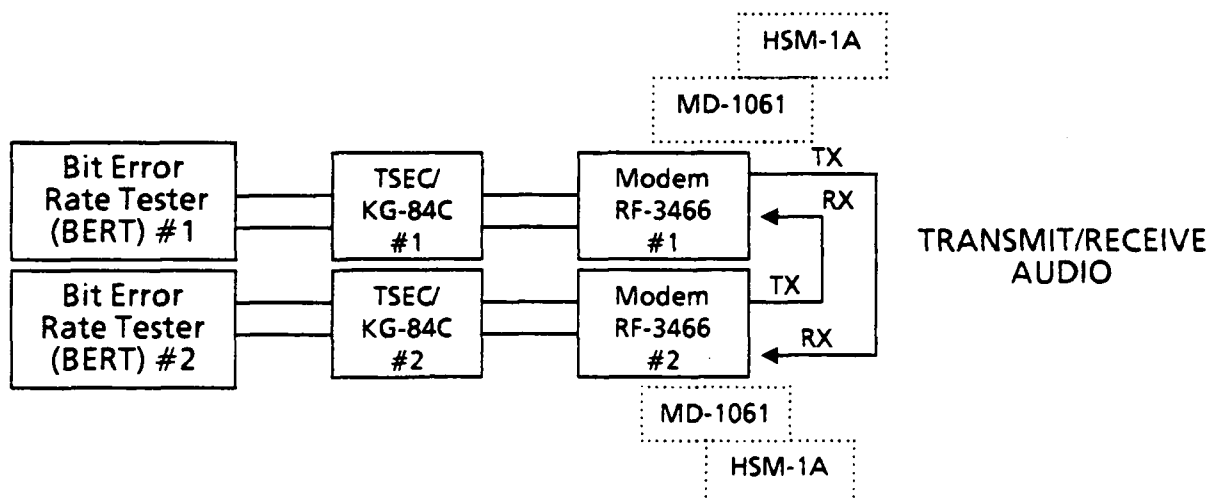 HSM-1A
MD-1061
Bit Error
Rate Tester
(BERT) #1
TSEC/
KG-84C
#1
Modem
RF-3466
#1
TX
RX
TRANSMIT/RECEIVE
AUDIO
Bit Error
Rate Tester
(BERT) #2
TSEC/
KG-84C
#2
Modem
RF-3466
#2
TX
RX
MD-1061
HSM-1A